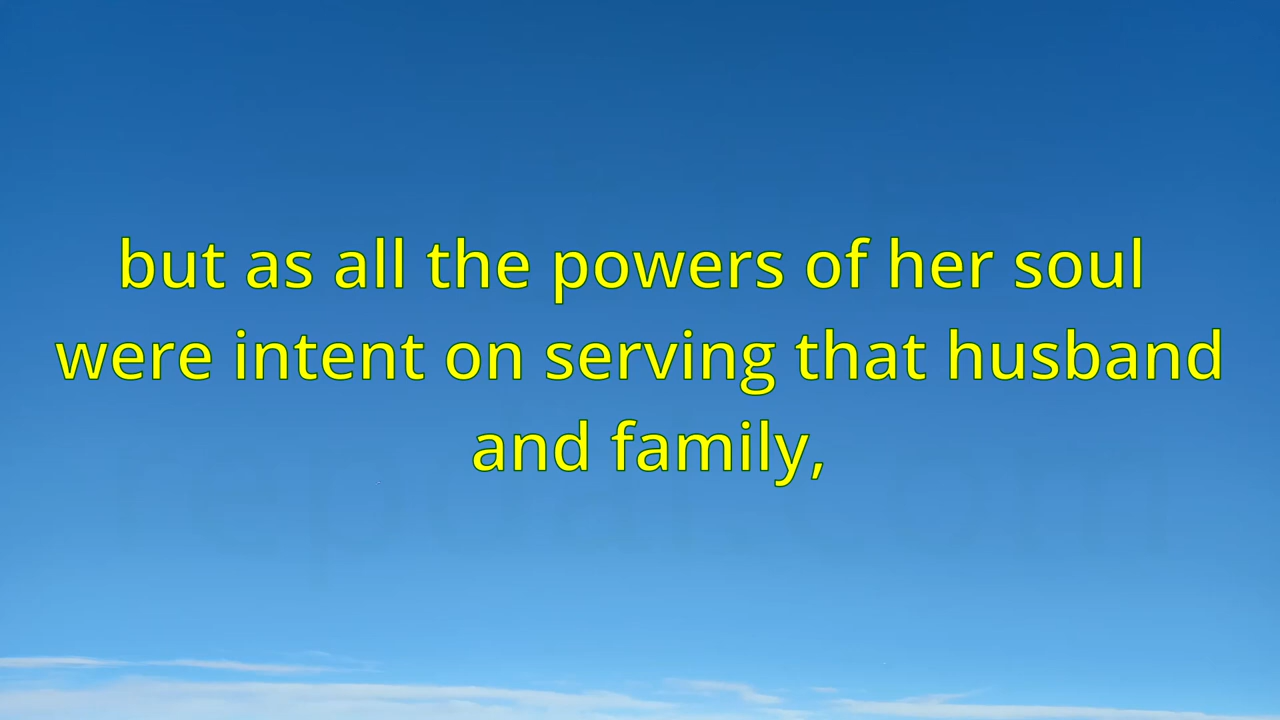 but as all the powers of her soul
were intent on serving that husband
and family,